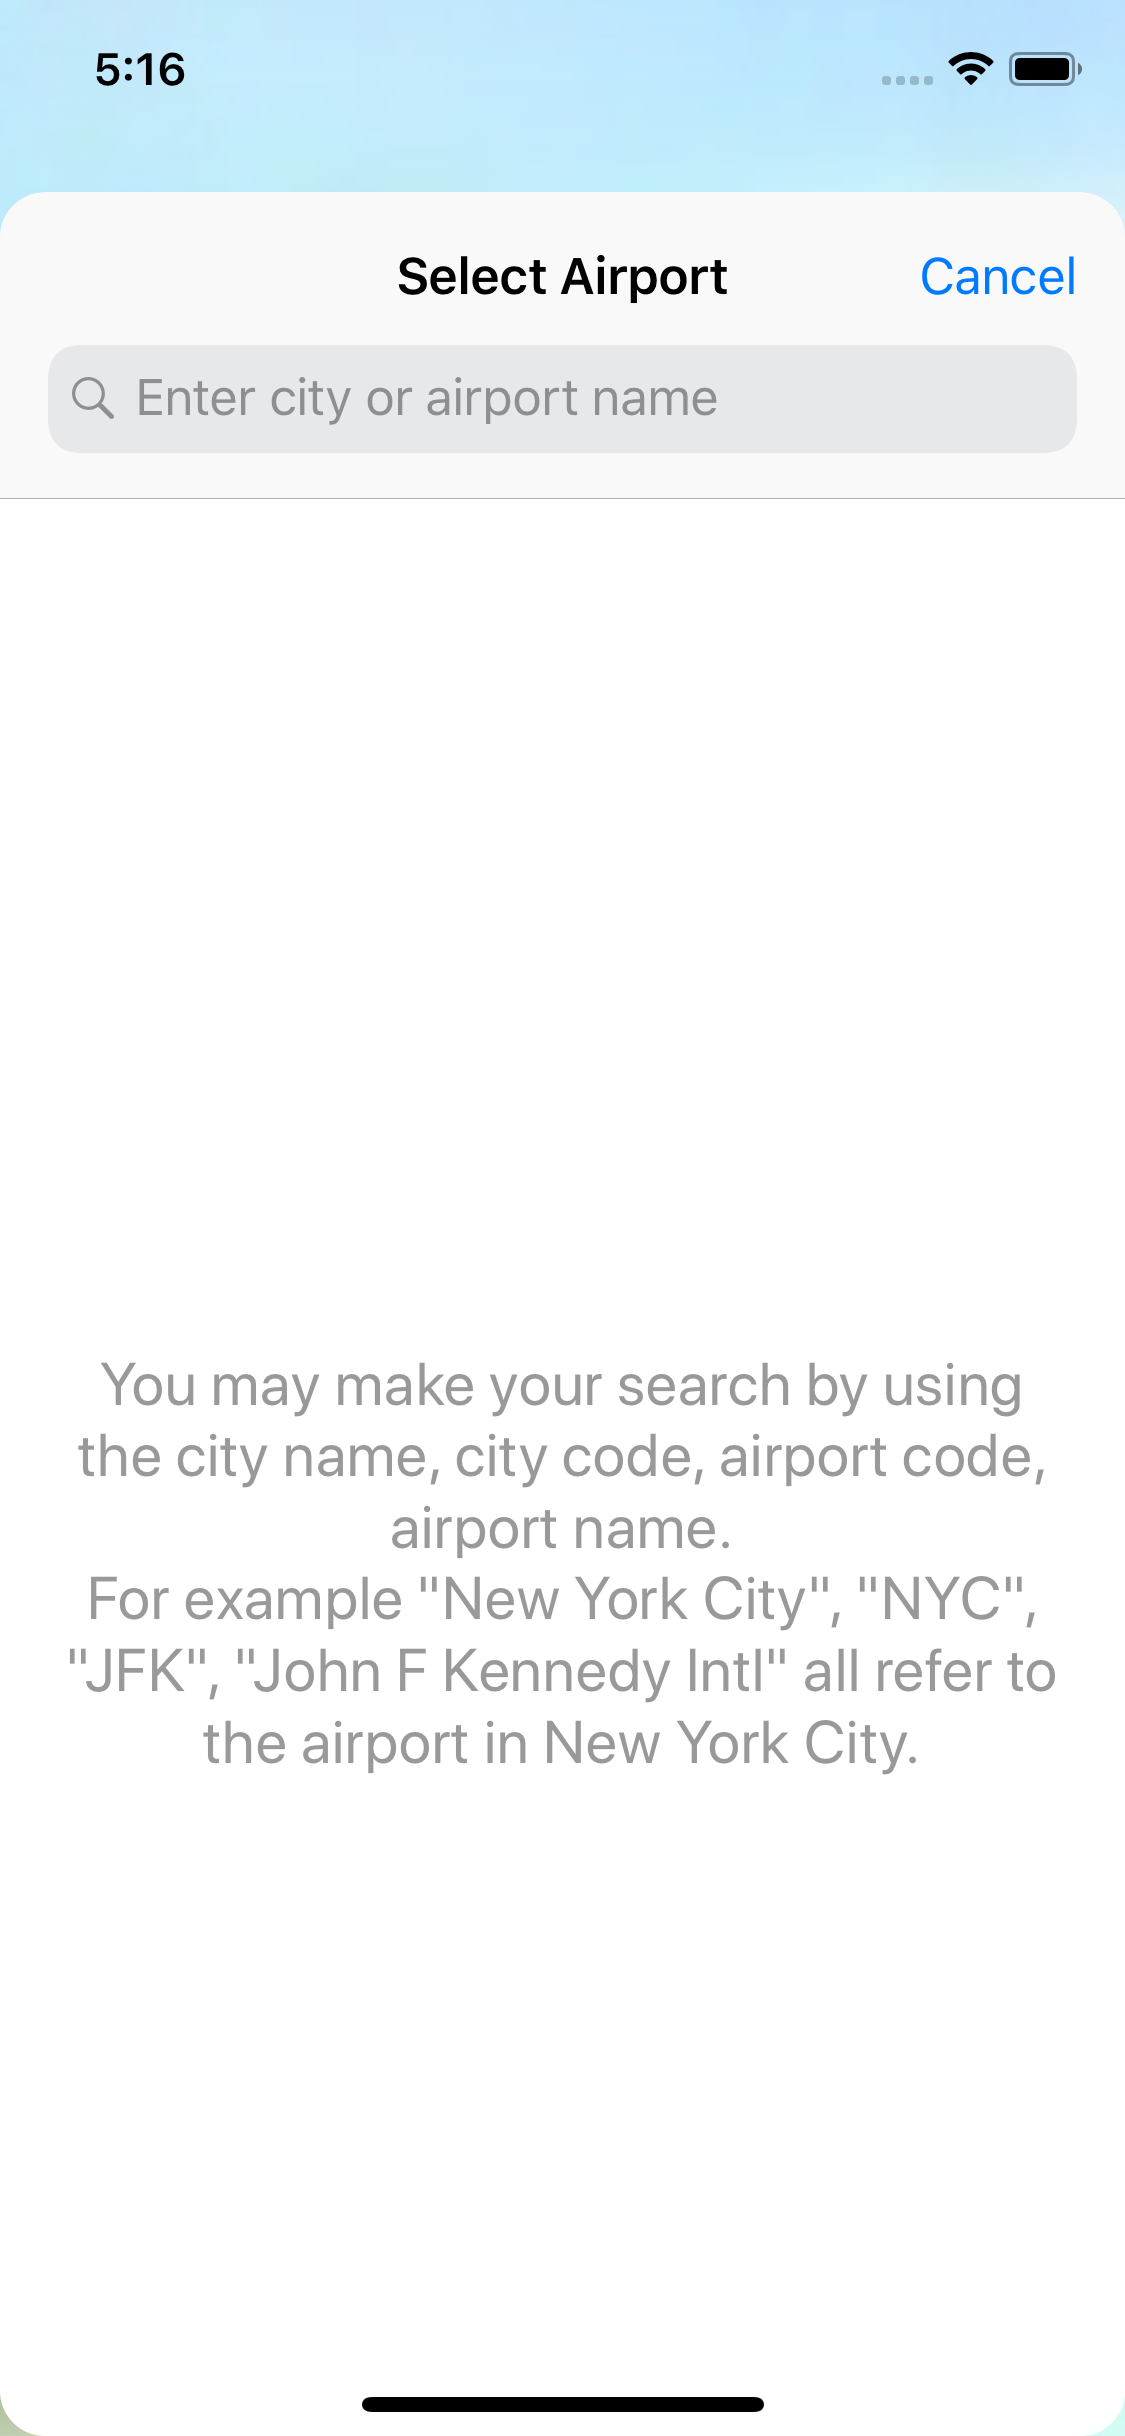 5:16
Select Airport
Cancel
Enter city or airport name
You may make your search by using
the city name, city code, airport code,
airport name.
For example "New York City", "NYC",
"JFK", "John F Kennedy Intl" all refer to
the airport in New York City.